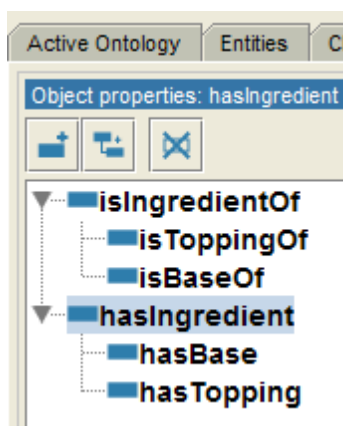 Active Ontology Entities C
Object properties: hasIngredient
isIngredientOf
isToppingOf
isBaseOf
hasIngredient
hasBase
hasTopping